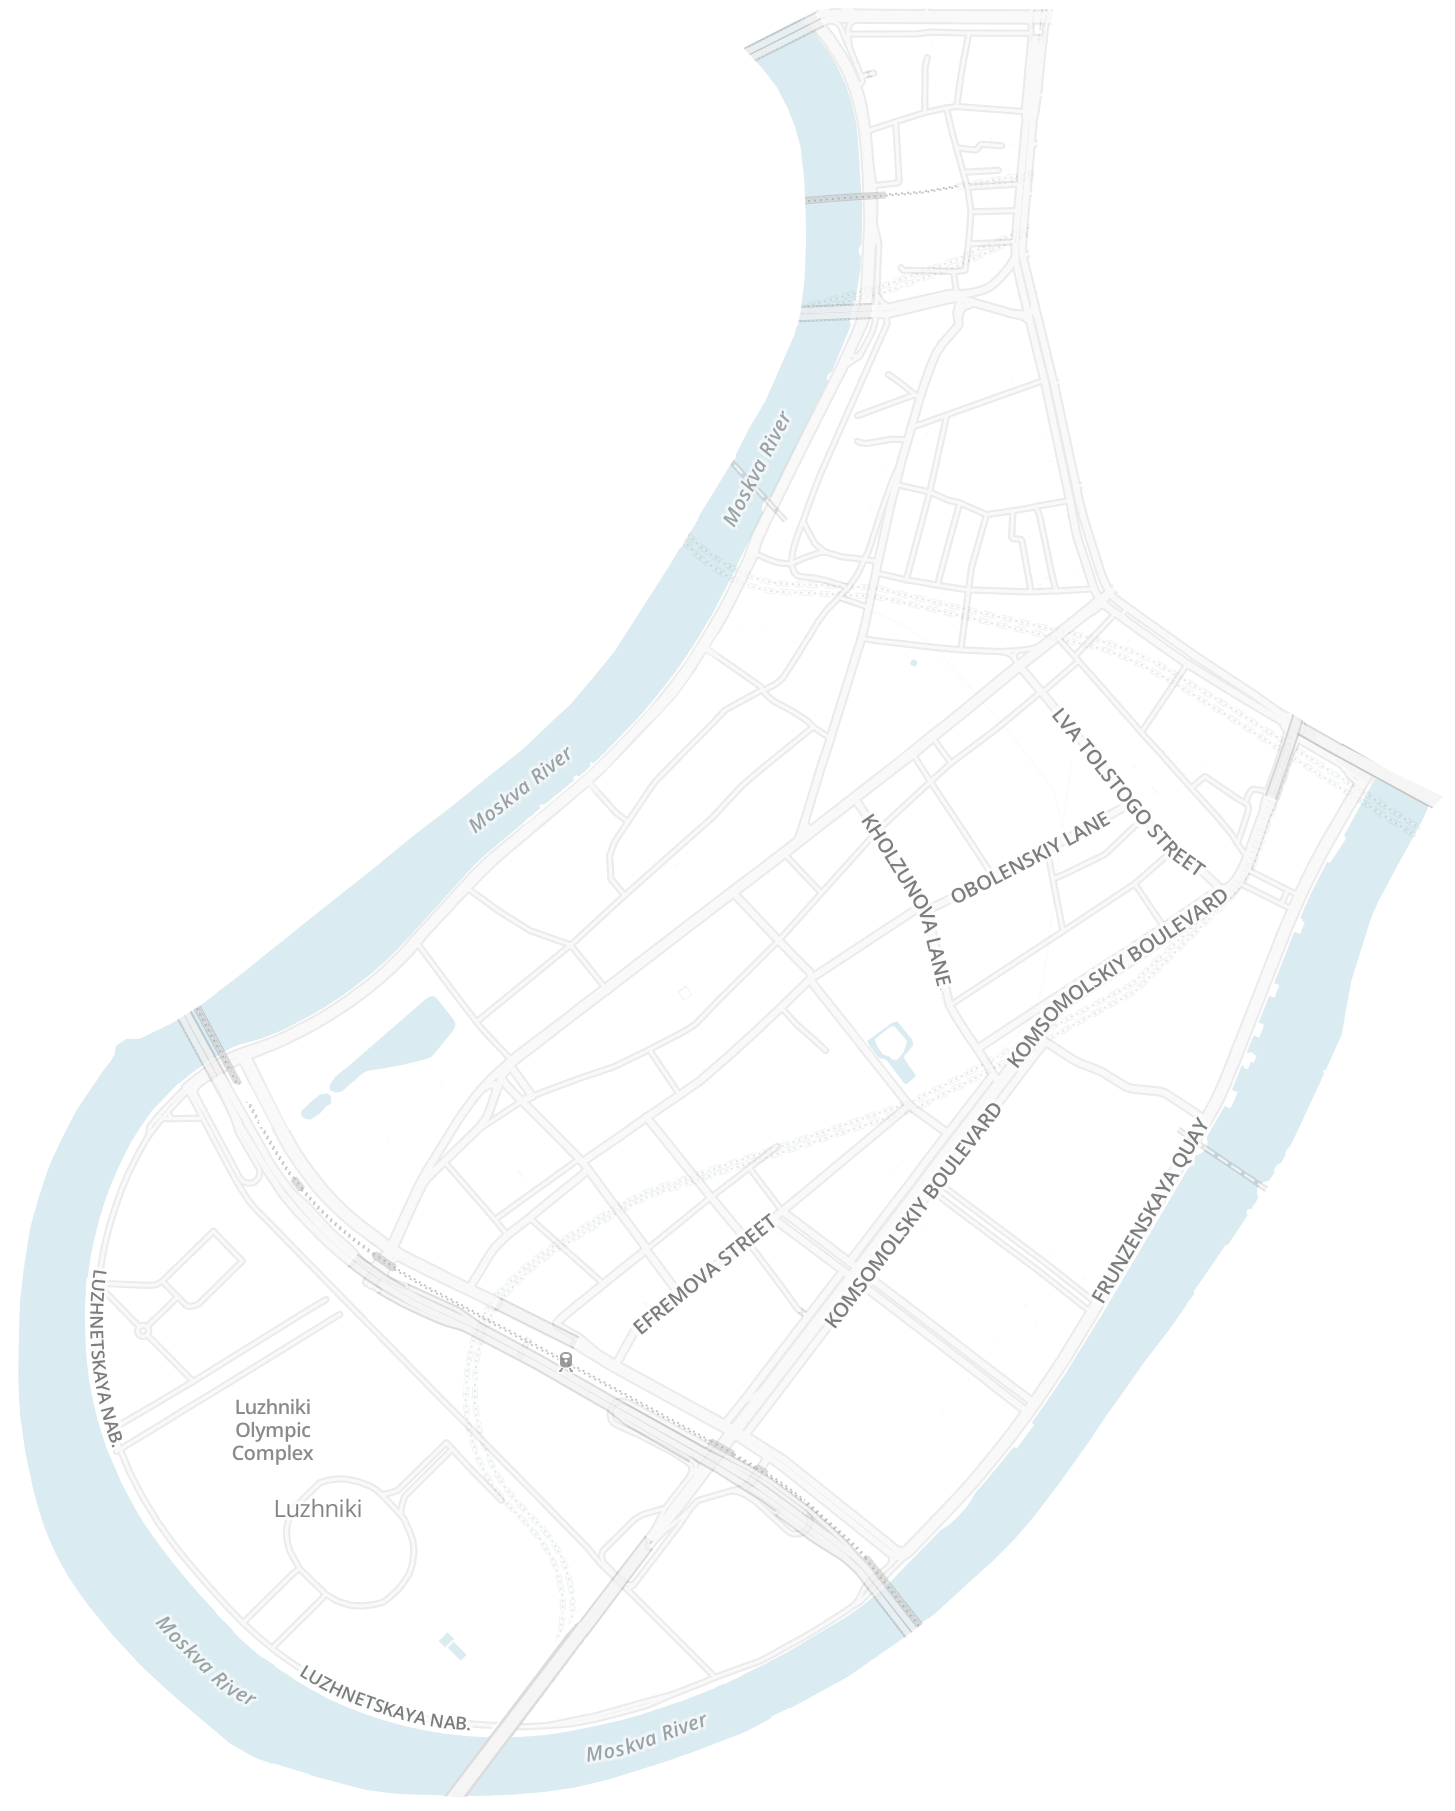 Moskva River
LVA TOLSTOGO STREET
Moskva River
KHOLZUNOVA LANE
OBOLENSKIY LANE
KOMSOMOLSKIY BOULEVARD
KOMSOMOLSKIY BOULEVARD
FRUNZENSKAYA QUAY
EFREMOVA STREET
LUZHNETSKAYA NAB.
Luzhniki
Olympic
Complex
Luzhniki
Moskva River
LUZHNETSKAYA NAB.
Moskva River